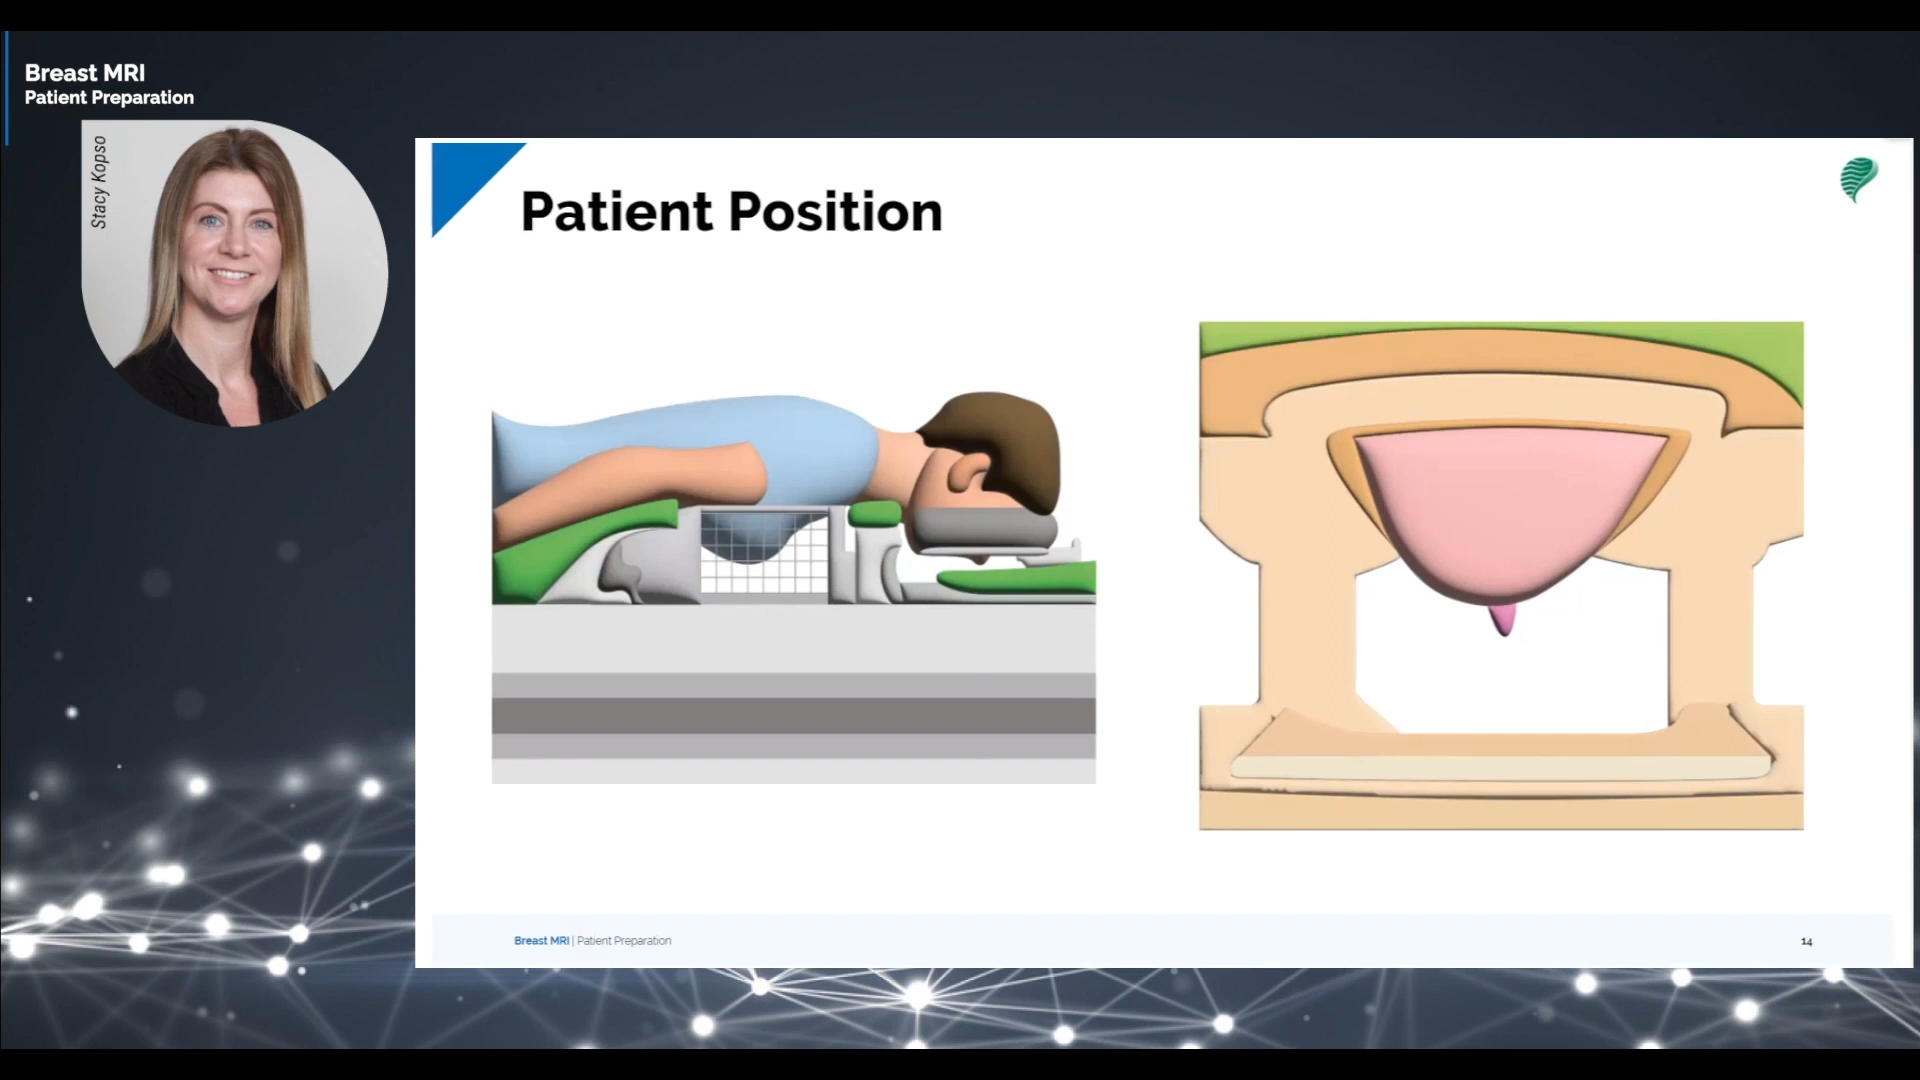 Breast MRI
Patient Preparation
Stacy Kopso
Patient Position
Breast MRI | Patient Preparation
14